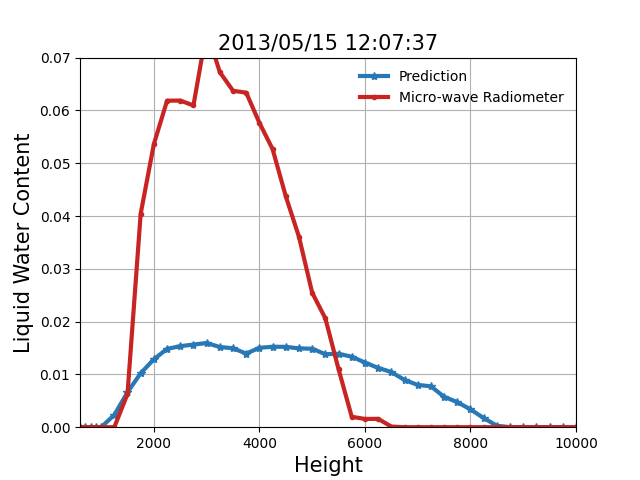 2013/05/15 12:07:37
0.07
0.06
0.05
0.04
0.03
0.02
0.01
0.00
Liquid Water Content
Prediction
Micro-wave Radiometer
2000 4000 6000 8000 10000
Height